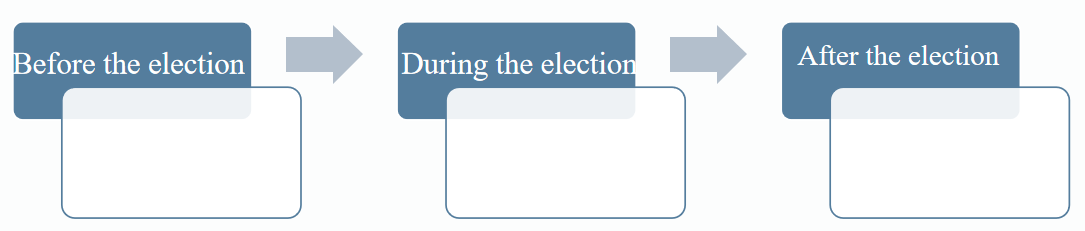 Before the election
During the election
After the election